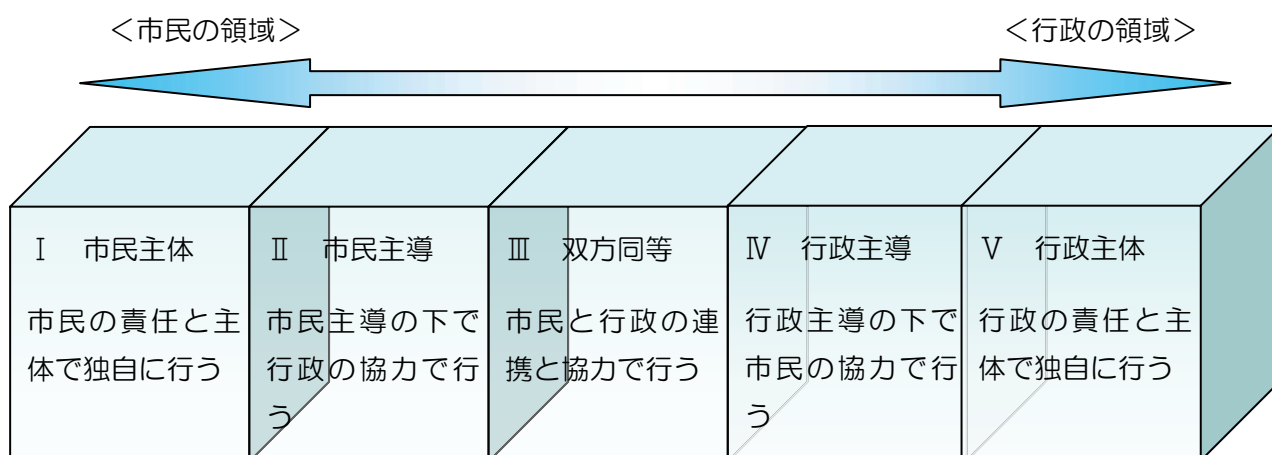 ＜市民の領域＞
＜行政の領域＞
Ⅰ　市民主体
市民の責任と主
体で独自に行う
Ⅱ　市民主導
市民主導の下で
行政の協力で行
う
Ⅲ　双方同等
市民と行政の連
携と協力で行う
Ⅳ　行政主導
行政主導の下で
市民の協力で行
う
Ⅴ　行政主体
行政の責任と主
体で独自に行う